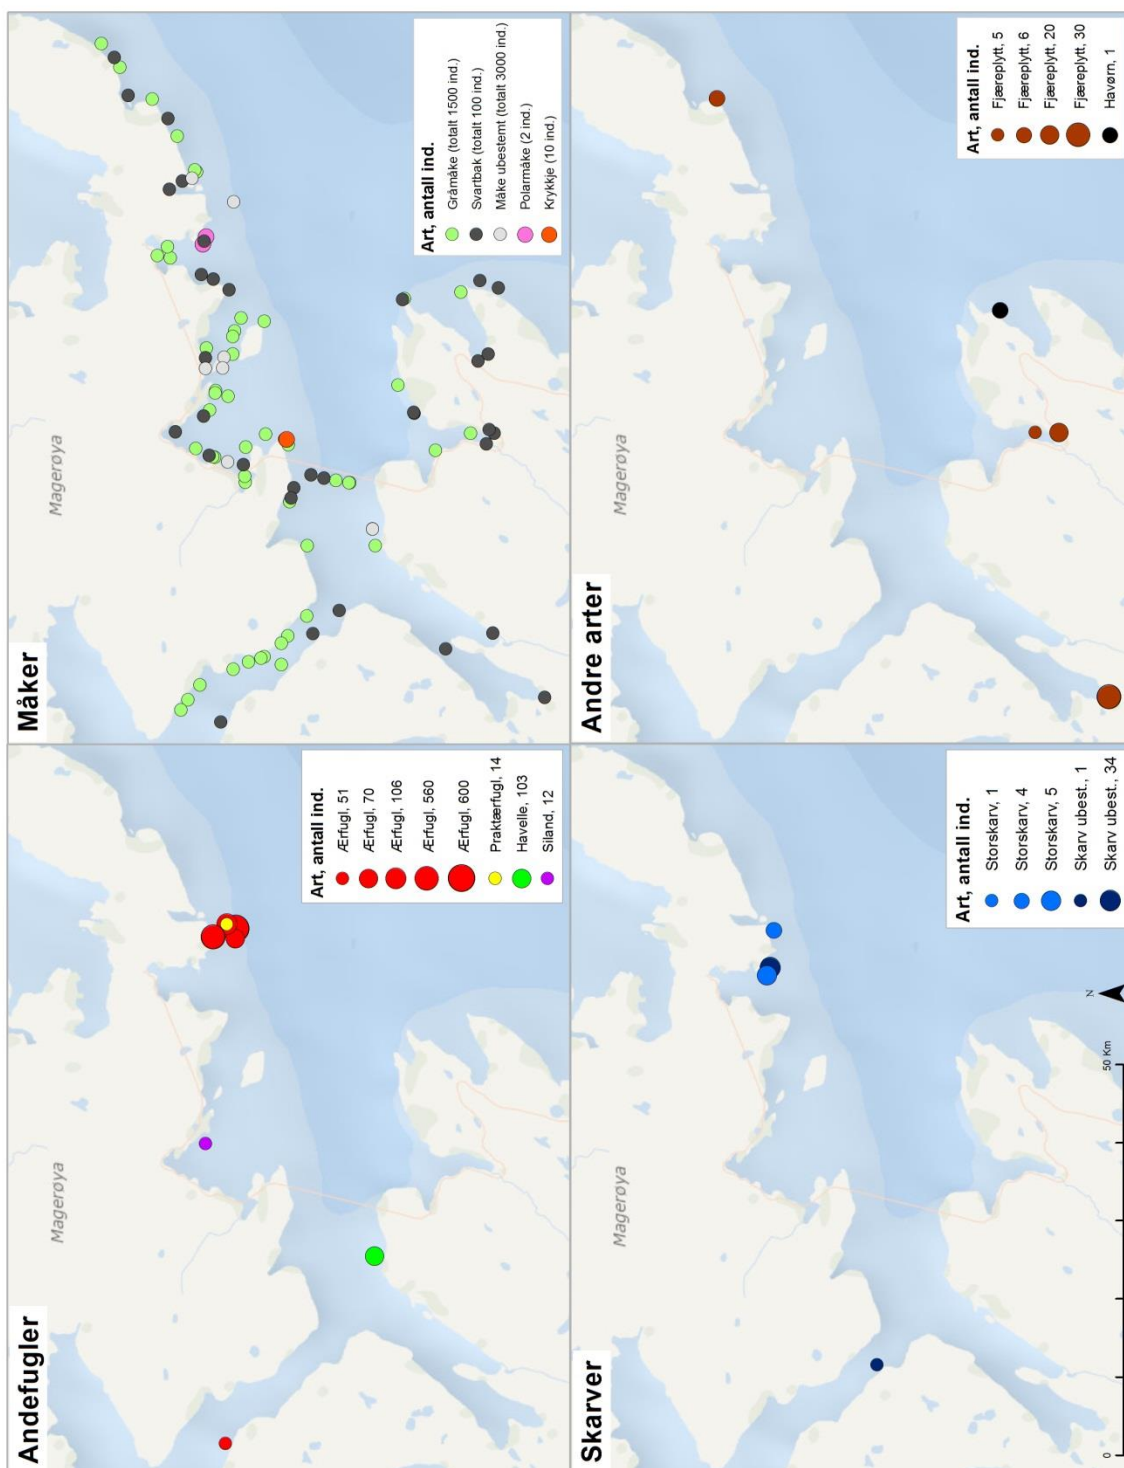 Andefugler
Magerøya
Art, antall ind.
Ærfugl, 51
Ærfugl, 70
Ærfugl, 106
Ærfugl, 560
Ærfugl, 600
Praktærfugl, 14
Havelle, 103
Siland, 12
Måker
Magerøya
Art, antall ind.
Gråmåke (totalt 1500 ind.)
Svartbak (totalt 100 ind.)
Måke ubestemt (totalt 3000 ind.)
Polarmåke (2 ind.)
Krykkje (10 ind.)
Skarver
Magerøya
Art, antall ind.
Storskarv, 1
Storskarv, 4
Storskarv, 5
Skarv ubest., 1
Skarv ubest., 34
N
0
50 Km
Andre arter
Magerøya
Art, antall ind.
Fjæreplytt, 5
Fjæreplytt, 6
Fjæreplytt, 20
Fjæreplytt, 30
Havørn, 1